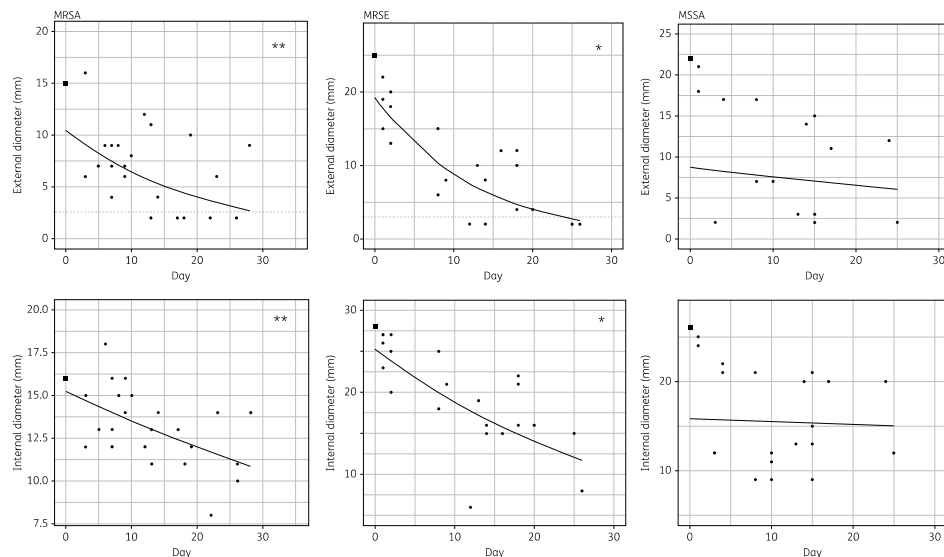 MRSA
20
15
10
5
0
External diameter (mm)
**
0 10 20 30
Day
MRSE
20
10
0
External diameter (mm)
*
0 10 20 30
Day
MSSA
25
20
15
10
5
0
External diameter (mm)
0 10 20 30
Day
20.0
17.5
15.0
12.5
10.0
7.5
Internal diameter (mm)
**
0 10 20 30
Day
30
20
10
Internal diameter (mm)
*
0 10 20 30
Day
20
10
Internal diameter (mm)
0 10 20 30
Day